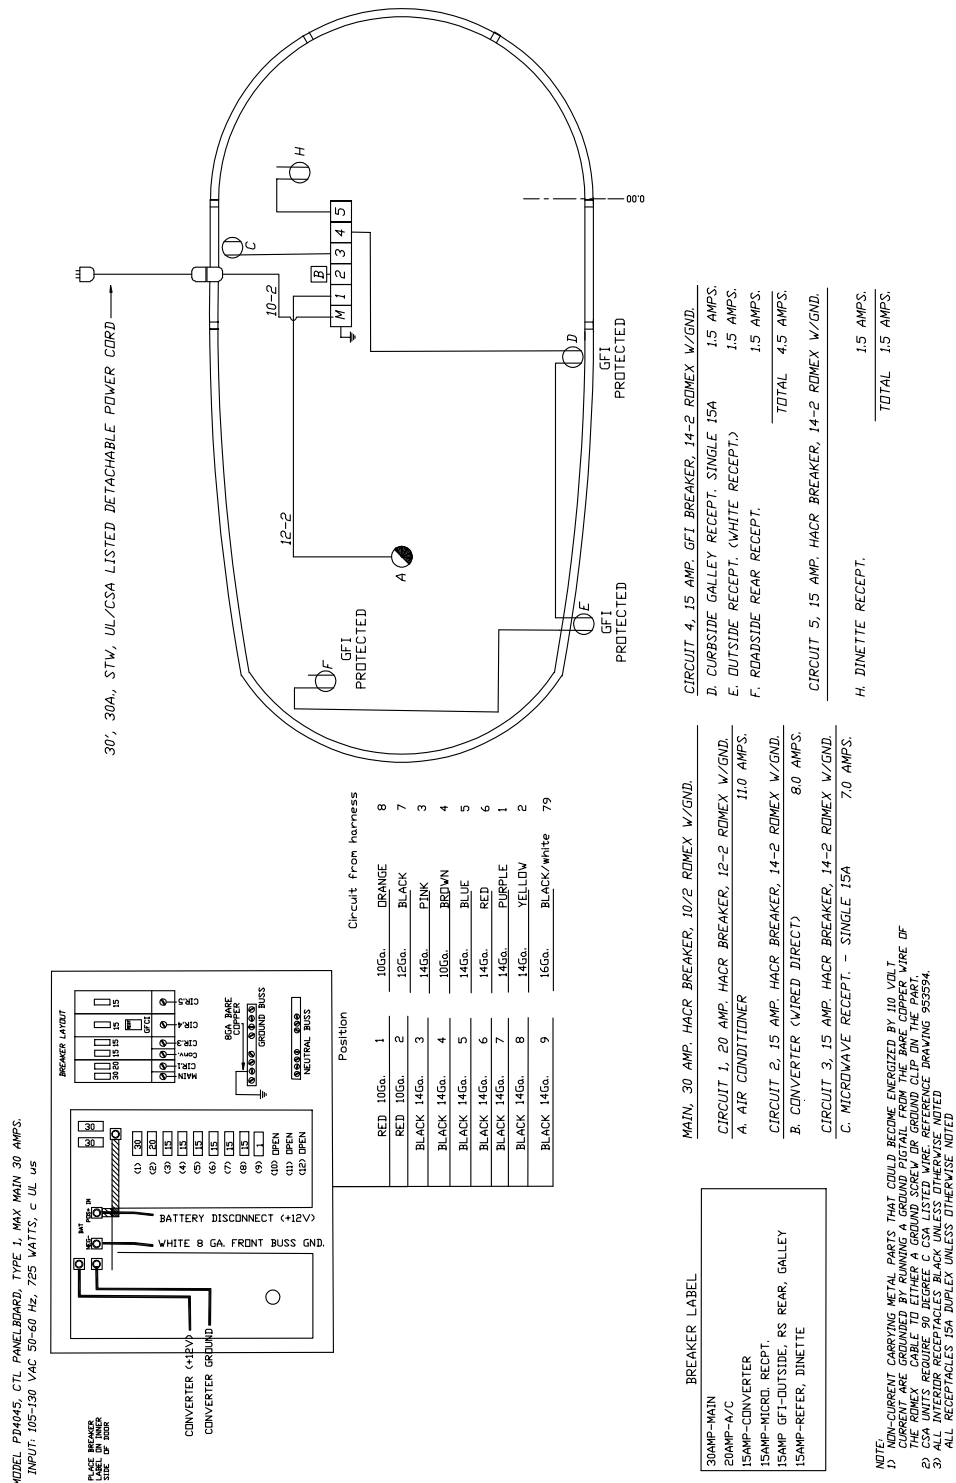 MODEL PD4045, CTL PANELBOARD, TYPE 1, MAX MAIN 30 AMPS.
INPUT: 105-130 VAC 50-60 Hz, 725 WATTS, c UL us
PLACE BREAKER
LABEL ON INNER
SIDE OF DOOR
CONVERTER (+12V)
CONVERTER GROUND
BAT
NEG-
POS+ IN
BATTERY DISCONNECT (+12V)
WHITE 8 GA. FRONT BUSS GND.
30
30
(1) 30
(2) 20
(3) 15
(4) 15
(5) 15
(6) 15
(7) 15
(8) 15
(9) 1
(10) OPEN
(11) OPEN
(12) OPEN
BREAKER LAYOUT
30 20
15
15
15
15
GFCI
MAIN
CIR.1
Conv.
CIR.3
CIR.4
CIR.5
8GA BARE
COPPER
GROUND BUSS
NEUTRAL BUSS
Position
Circuit from harness
RED 10Ga. 1 10Ga. ORANGE 8
RED 10Ga. 2 12Ga. BLACK 7
BLACK 14Ga. 3 14Ga. PINK 3
BLACK 14Ga. 4 10Ga. BROWN 4
BLACK 14Ga. 5 14Ga. BLUE 5
BLACK 14Ga. 6 14Ga. RED 6
BLACK 14Ga. 7 14Ga. PURPLE 1
BLACK 14Ga. 8 14Ga. YELLOW 2
BLACK 14Ga. 9 16Ga. BLACK/white 79
30', 30A., STW, UL/CSA LISTED DETACHABLE POWER CORD
10-2
12-2
M 1 2 3 4 5
B
C
H
A
F
GFI
PROTECTED
E
GFI
PROTECTED
D
GFI
PROTECTED
0.00
BREAKER LABEL
30AMP-MAIN
20AMP-A/C
15AMP-CONVERTER
15AMP-MICRO. RECPT.
15AMP GFI-OUTSIDE, RS REAR, GALLEY
15AMP-REFER, DINETTE
MAIN, 30 AMP. HACR BREAKER, 10/2 ROMEX W/GND.
CIRCUIT 1, 20 AMP. HACR BREAKER, 12-2 ROMEX W/GND.
A. AIR CONDITIONER 11.0 AMPS.
CIRCUIT 2, 15 AMP. HACR BREAKER, 14-2 ROMEX W/GND.
B. CONVERTER (WIRED DIRECT) 8.0 AMPS.
CIRCUIT 3, 15 AMP. HACR BREAKER, 14-2 ROMEX W/GND.
C. MICROWAVE RECEPT. - SINGLE 15A 7.0 AMPS.
CIRCUIT 4, 15 AMP. GFI BREAKER, 14-2 ROMEX W/GND.
D. CURBSIDE GALLEY RECEPT. SINGLE 15A 1.5 AMPS.
E. OUTSIDE RECEPT. (WHITE RECEPT.) 1.5 AMPS.
F. ROADSIDE REAR RECEPT. 1.5 AMPS.
TOTAL 4.5 AMPS.
CIRCUIT 5, 15 AMP. HACR BREAKER, 14-2 ROMEX W/GND.
H. DINETTE RECEPT. 1.5 AMPS.
TOTAL 1.5 AMPS.
NOTE:
1) NON-CURRENT CARRYING METAL PARTS THAT COULD BECOME ENERGIZED BY 110 VOLT
CURRENT ARE GROUNDED BY RUNNING A GROUND PIGTAIL FROM THE BARE COPPER WIRE OF
THE ROMEX CABLE TO EITHER A GROUND SCREW OR GROUND CLIP ON THE PART.
2) CSA UNITS REQUIRE 90 DEGREE C CSA LISTED WIRE. REFERENCE DRAWING 953594.
3) ALL INTERIOR RECEPTACLES BLACK UNLESS OTHERWISE NOTED
ALL RECEPTACLES 15A DUPLEX UNLESS OTHERWISE NOTED